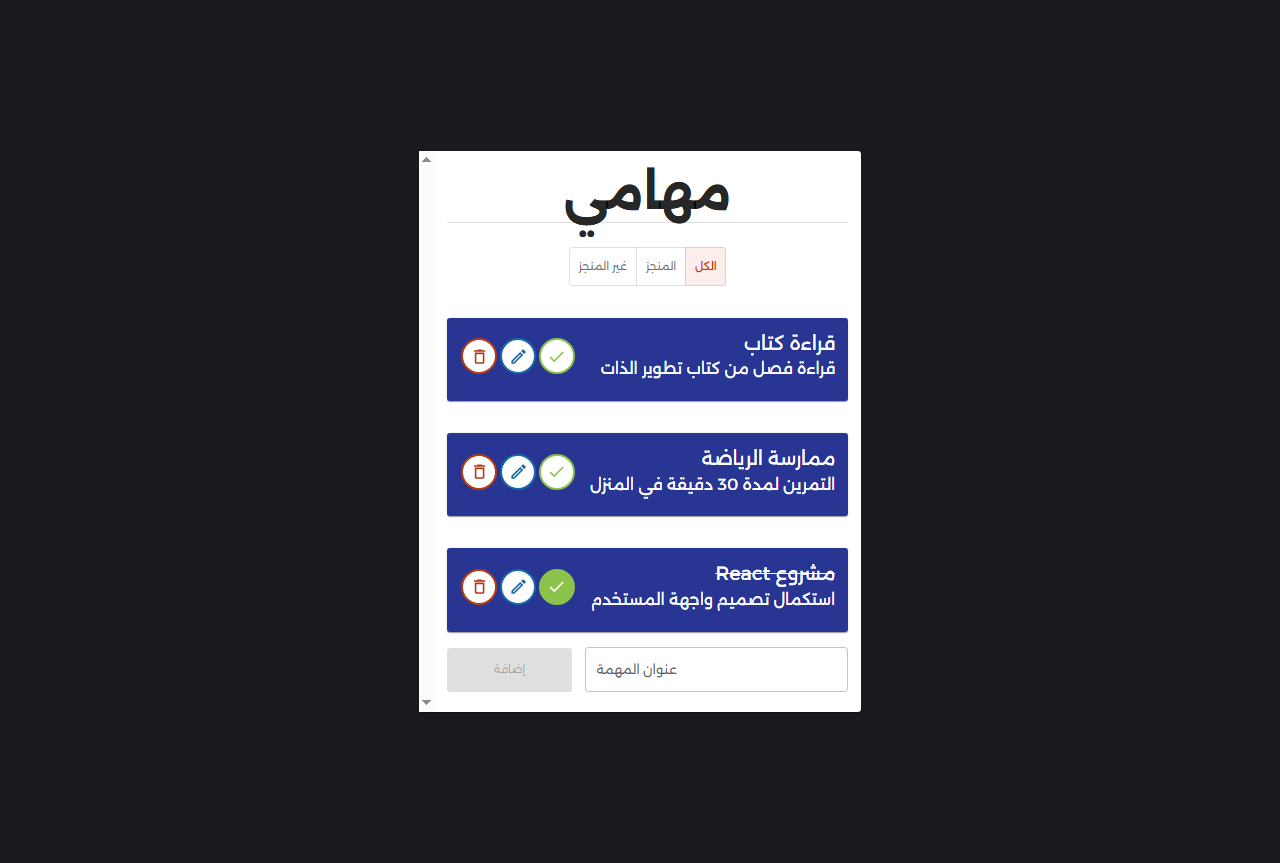 مهامي
الكل
المنجز
غير المنجز
قراءة كتاب
قراءة فصل من كتاب تطوير الذات
ممارسة الرياضة
التمرين لمدة 30 دقيقة في المنزل
مشروع React
استكمال تصميم واجهة المستخدم
عنوان المهمة
إضافة